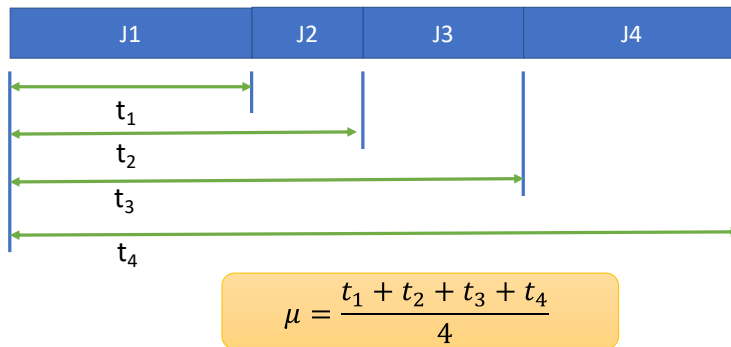 J1 J2 J3 J4
t₁
t₂
t₃
t₄
μ = (t₁ + t₂ + t₃ + t₄) / 4